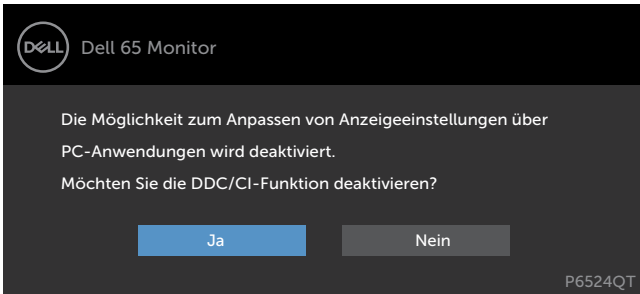 DELL Dell 65 Monitor
Die Möglichkeit zum Anpassen von Anzeigeeinstellungen über
PC-Anwendungen wird deaktiviert.
Möchten Sie die DDC/CI-Funktion deaktivieren?
Ja Nein
P6524QT